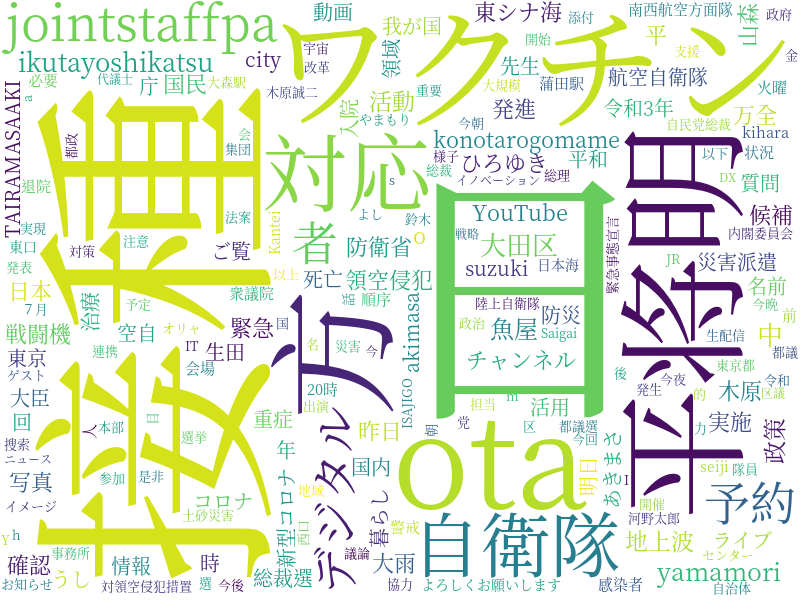 jointstaffpa
動画
我が国
東シナ海
添付
南西航空方面隊
政府
ikutayoshikatsu
city
宇宙
改革
領域
ワクチン
開始
平
支援
山森
金
必要
代議士
大森駅
庁
国民
木原誠二
入院
活動
先生
大規模
重要
蒲田駅
航空自衛隊
火曜
a
TAIRAMASAAKI
都政
接種
会
集団
やまもり
発進
今朝
令和3年
自民党総裁
万全
対応
konotarogomame
kihara
様子
ひろゆき
総裁
総理
平和
以下
状況
イノベーション
DX
質問
退院
実現
法案
Kantei
s
よし
鈴木
YouTube
戦略
緊急事態宣言
候補
内閣委員会
東口
対策
注意
ご覧
者
防衛省
o
大田区
suzuki
日本海
JR
災害派遣
発表
日本
7月
予定
衆議院
以上
死亡
領空侵犯
順序
陸上自衛隊
政治
魚屋
防災
Saigai
名前
今晩
前
中
戦闘機
治療
空自
オリャ
緊急
国
方
名
災害
今
akimasa
日
チャンネル
生配信
都議
東京
ゲスト
連携
IT
会場
生田
20時
出演
ISAJIGO
担当
m
活用
後
発生
東京都
今夜
木原
令和
区議
大臣
人
本部
目
選挙
重症
デジタル
昨日
ota
朝
党
区
都議選
今回
明日
あきまさ
平将明
的
力
実施
政策
回
搜索
ニュース
参加
是非
年
国内
seiji
隊員
写真
コロナ
地域
新型コロナ
西口
議論
暮らし
警戒
自衛隊
I
開催
河野太郎
予約
イメージ
土砂災害
Y
h
事務所
時
地上波
ライブ
センター
確認
情報
うし
総裁選
大雨
yamamori
お知らせ
対領空侵犯措置
選
今後
協力
よろしくお願いします
感染者
自治体